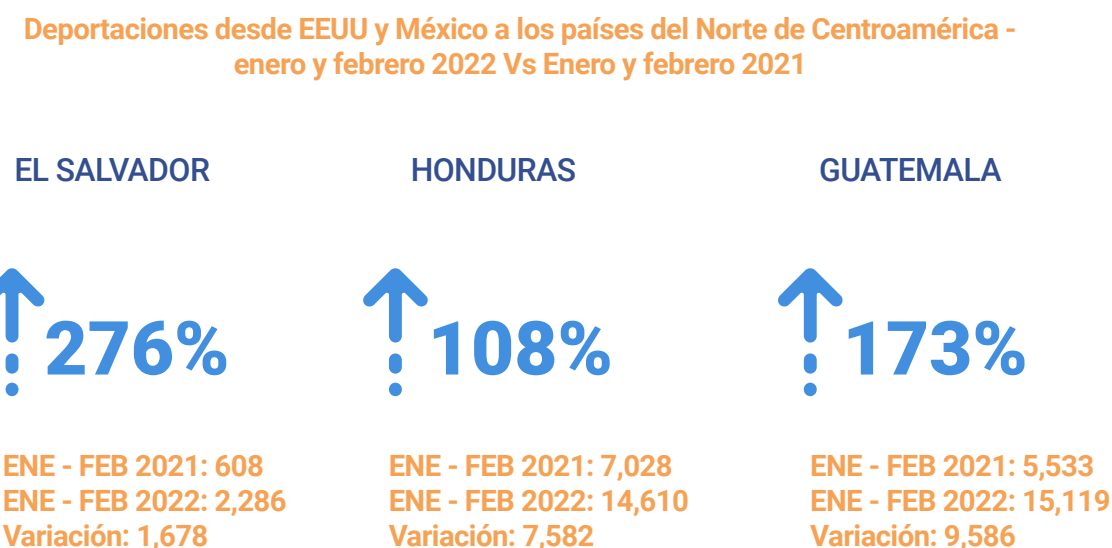 Deportaciones desde EEUU y México a los países del Norte de Centroamérica -
enero y febrero 2022 Vs Enero y febrero 2021
EL SALVADOR
276%
ENE - FEB 2021: 608
ENE - FEB 2022: 2,286
Variación: 1,678
HONDURAS
108%
ENE - FEB 2021: 7,028
ENE - FEB 2022: 14,610
Variación: 7,582
GUATEMALA
173%
ENE - FEB 2021: 5,533
ENE - FEB 2022: 15,119
Variación: 9,586